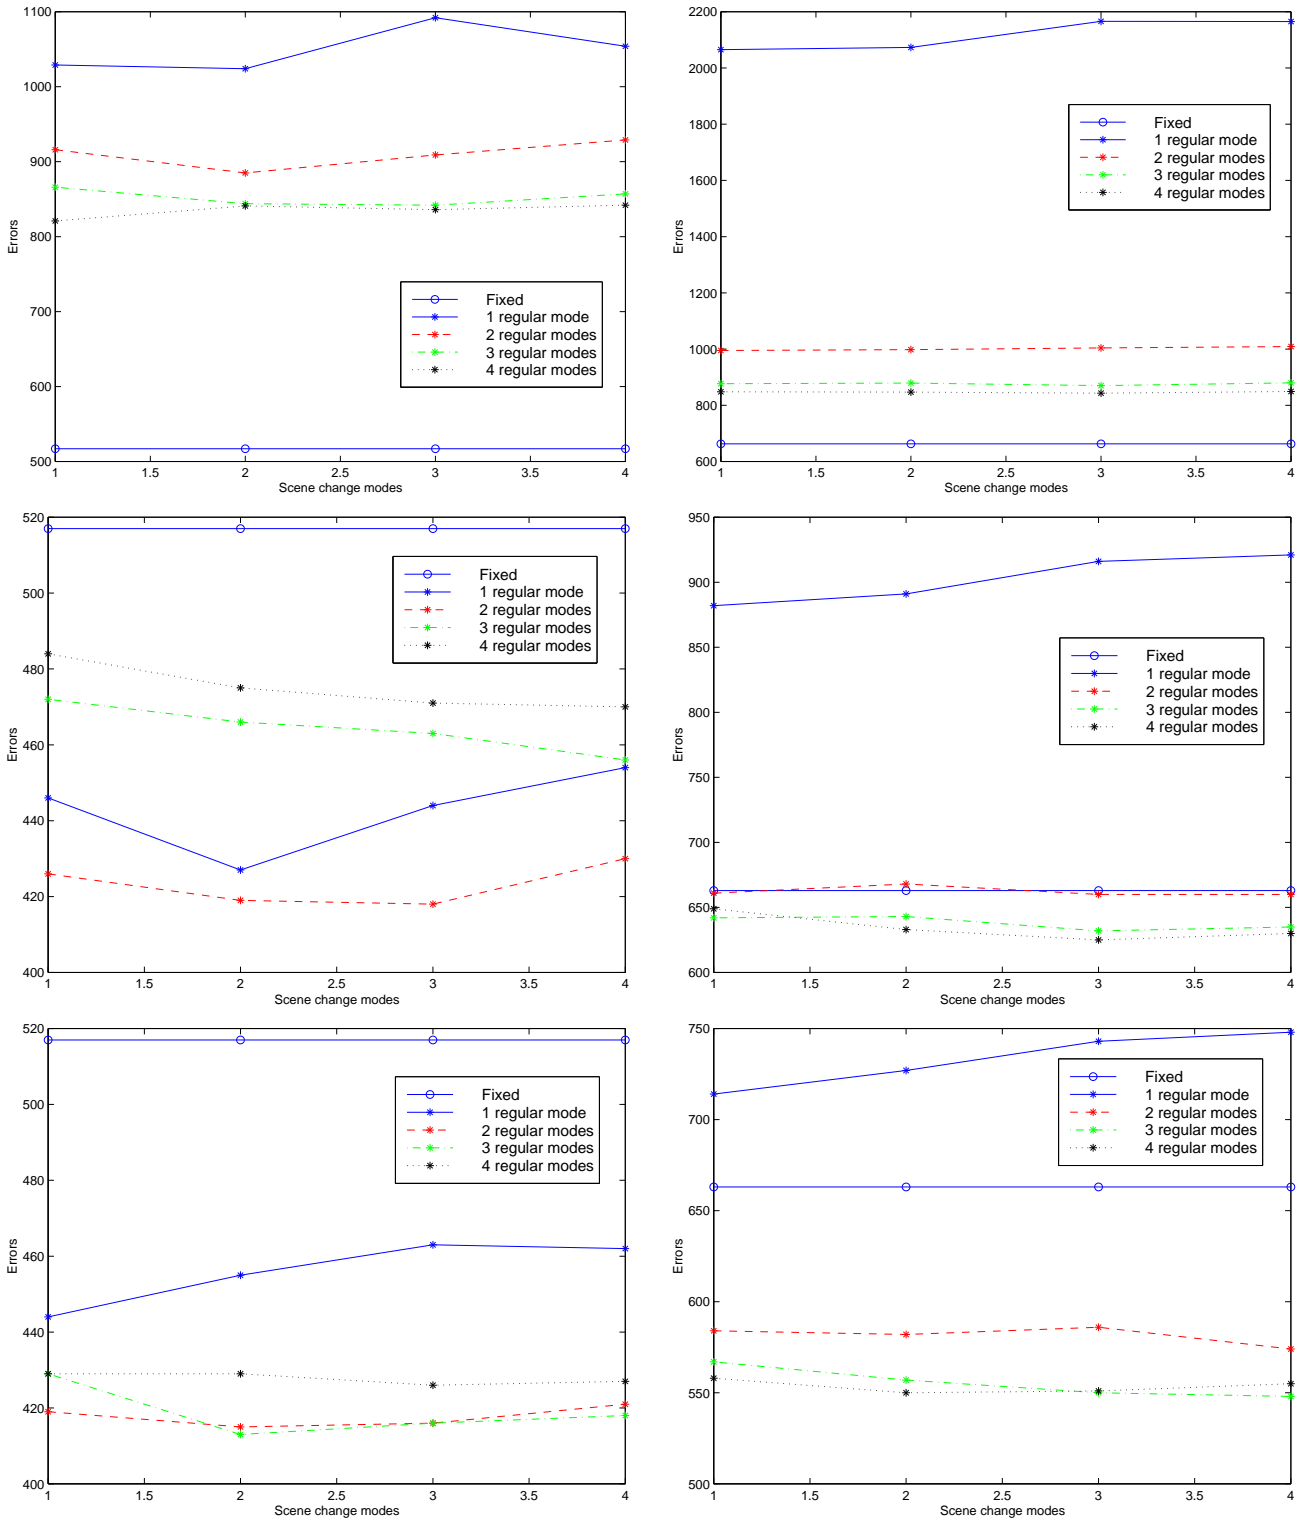 1100
1000
900
800
700
600
500
Errors
1 1.5 2 2.5 3 3.5 4
Scene change modes
Fixed
1 regular mode
2 regular modes
3 regular modes
4 regular modes
2200
2000
1800
1600
1400
1200
1000
800
600
Errors
1 1.5 2 2.5 3 3.5 4
Scene change modes
Fixed
1 regular mode
2 regular modes
3 regular modes
4 regular modes
520
500
480
460
440
420
400
Errors
1 1.5 2 2.5 3 3.5 4
Scene change modes
Fixed
1 regular mode
2 regular modes
3 regular modes
4 regular modes
950
900
850
800
750
700
650
600
Errors
1 1.5 2 2.5 3 3.5 4
Scene change modes
Fixed
1 regular mode
2 regular modes
3 regular modes
4 regular modes
520
500
480
460
440
420
400
Errors
1 1.5 2 2.5 3 3.5 4
Scene change modes
Fixed
1 regular mode
2 regular modes
3 regular modes
4 regular modes
750
700
650
600
550
500
Errors
1 1.5 2 2.5 3 3.5 4
Scene change modes
Fixed
1 regular mode
2 regular modes
3 regular modes
4 regular modes